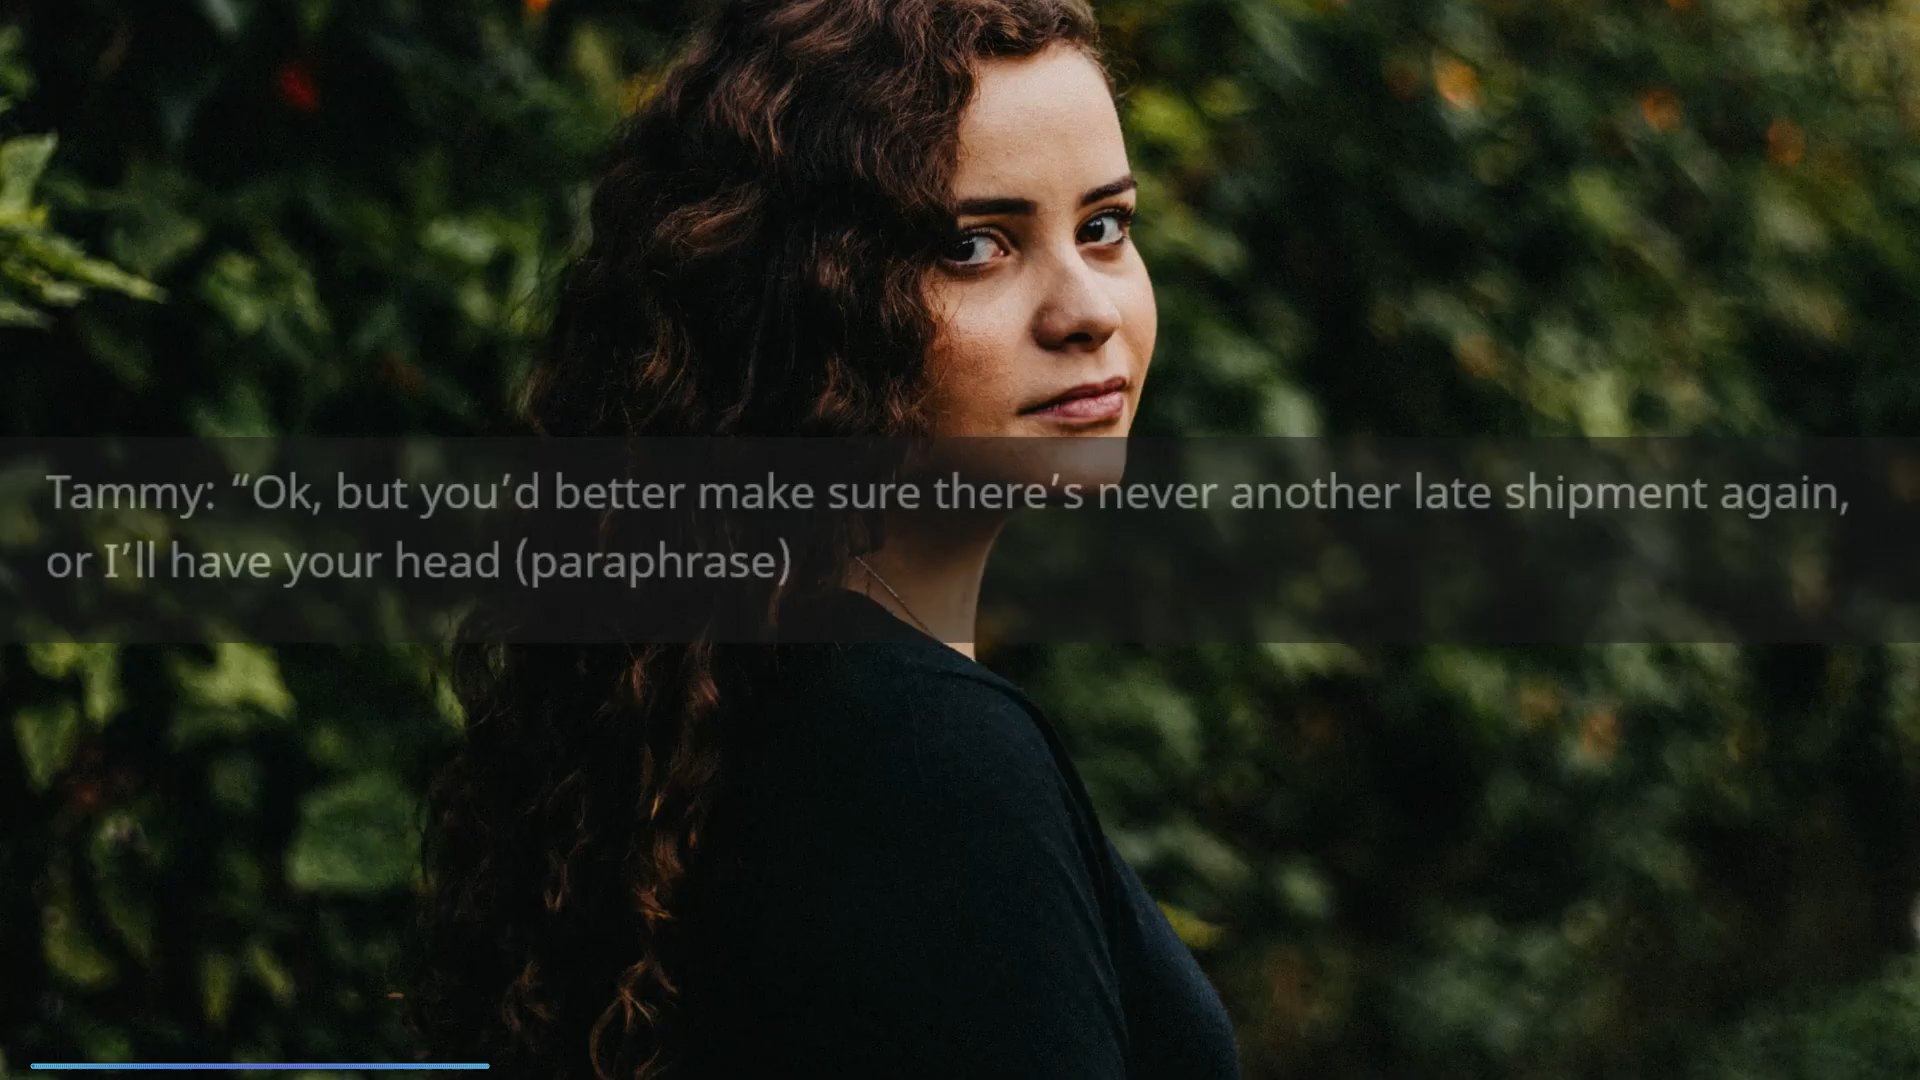 Tammy: “Ok, but you’d better make sure there’s never another late shipment again,
or I’ll have your head (paraphrase)